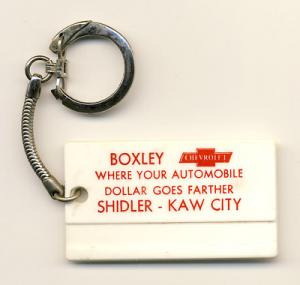 BOXLEY CHEVROLET
WHERE YOUR AUTOMOBILE
DOLLAR GOES FARTHER
SHIDLER - KAW CITY